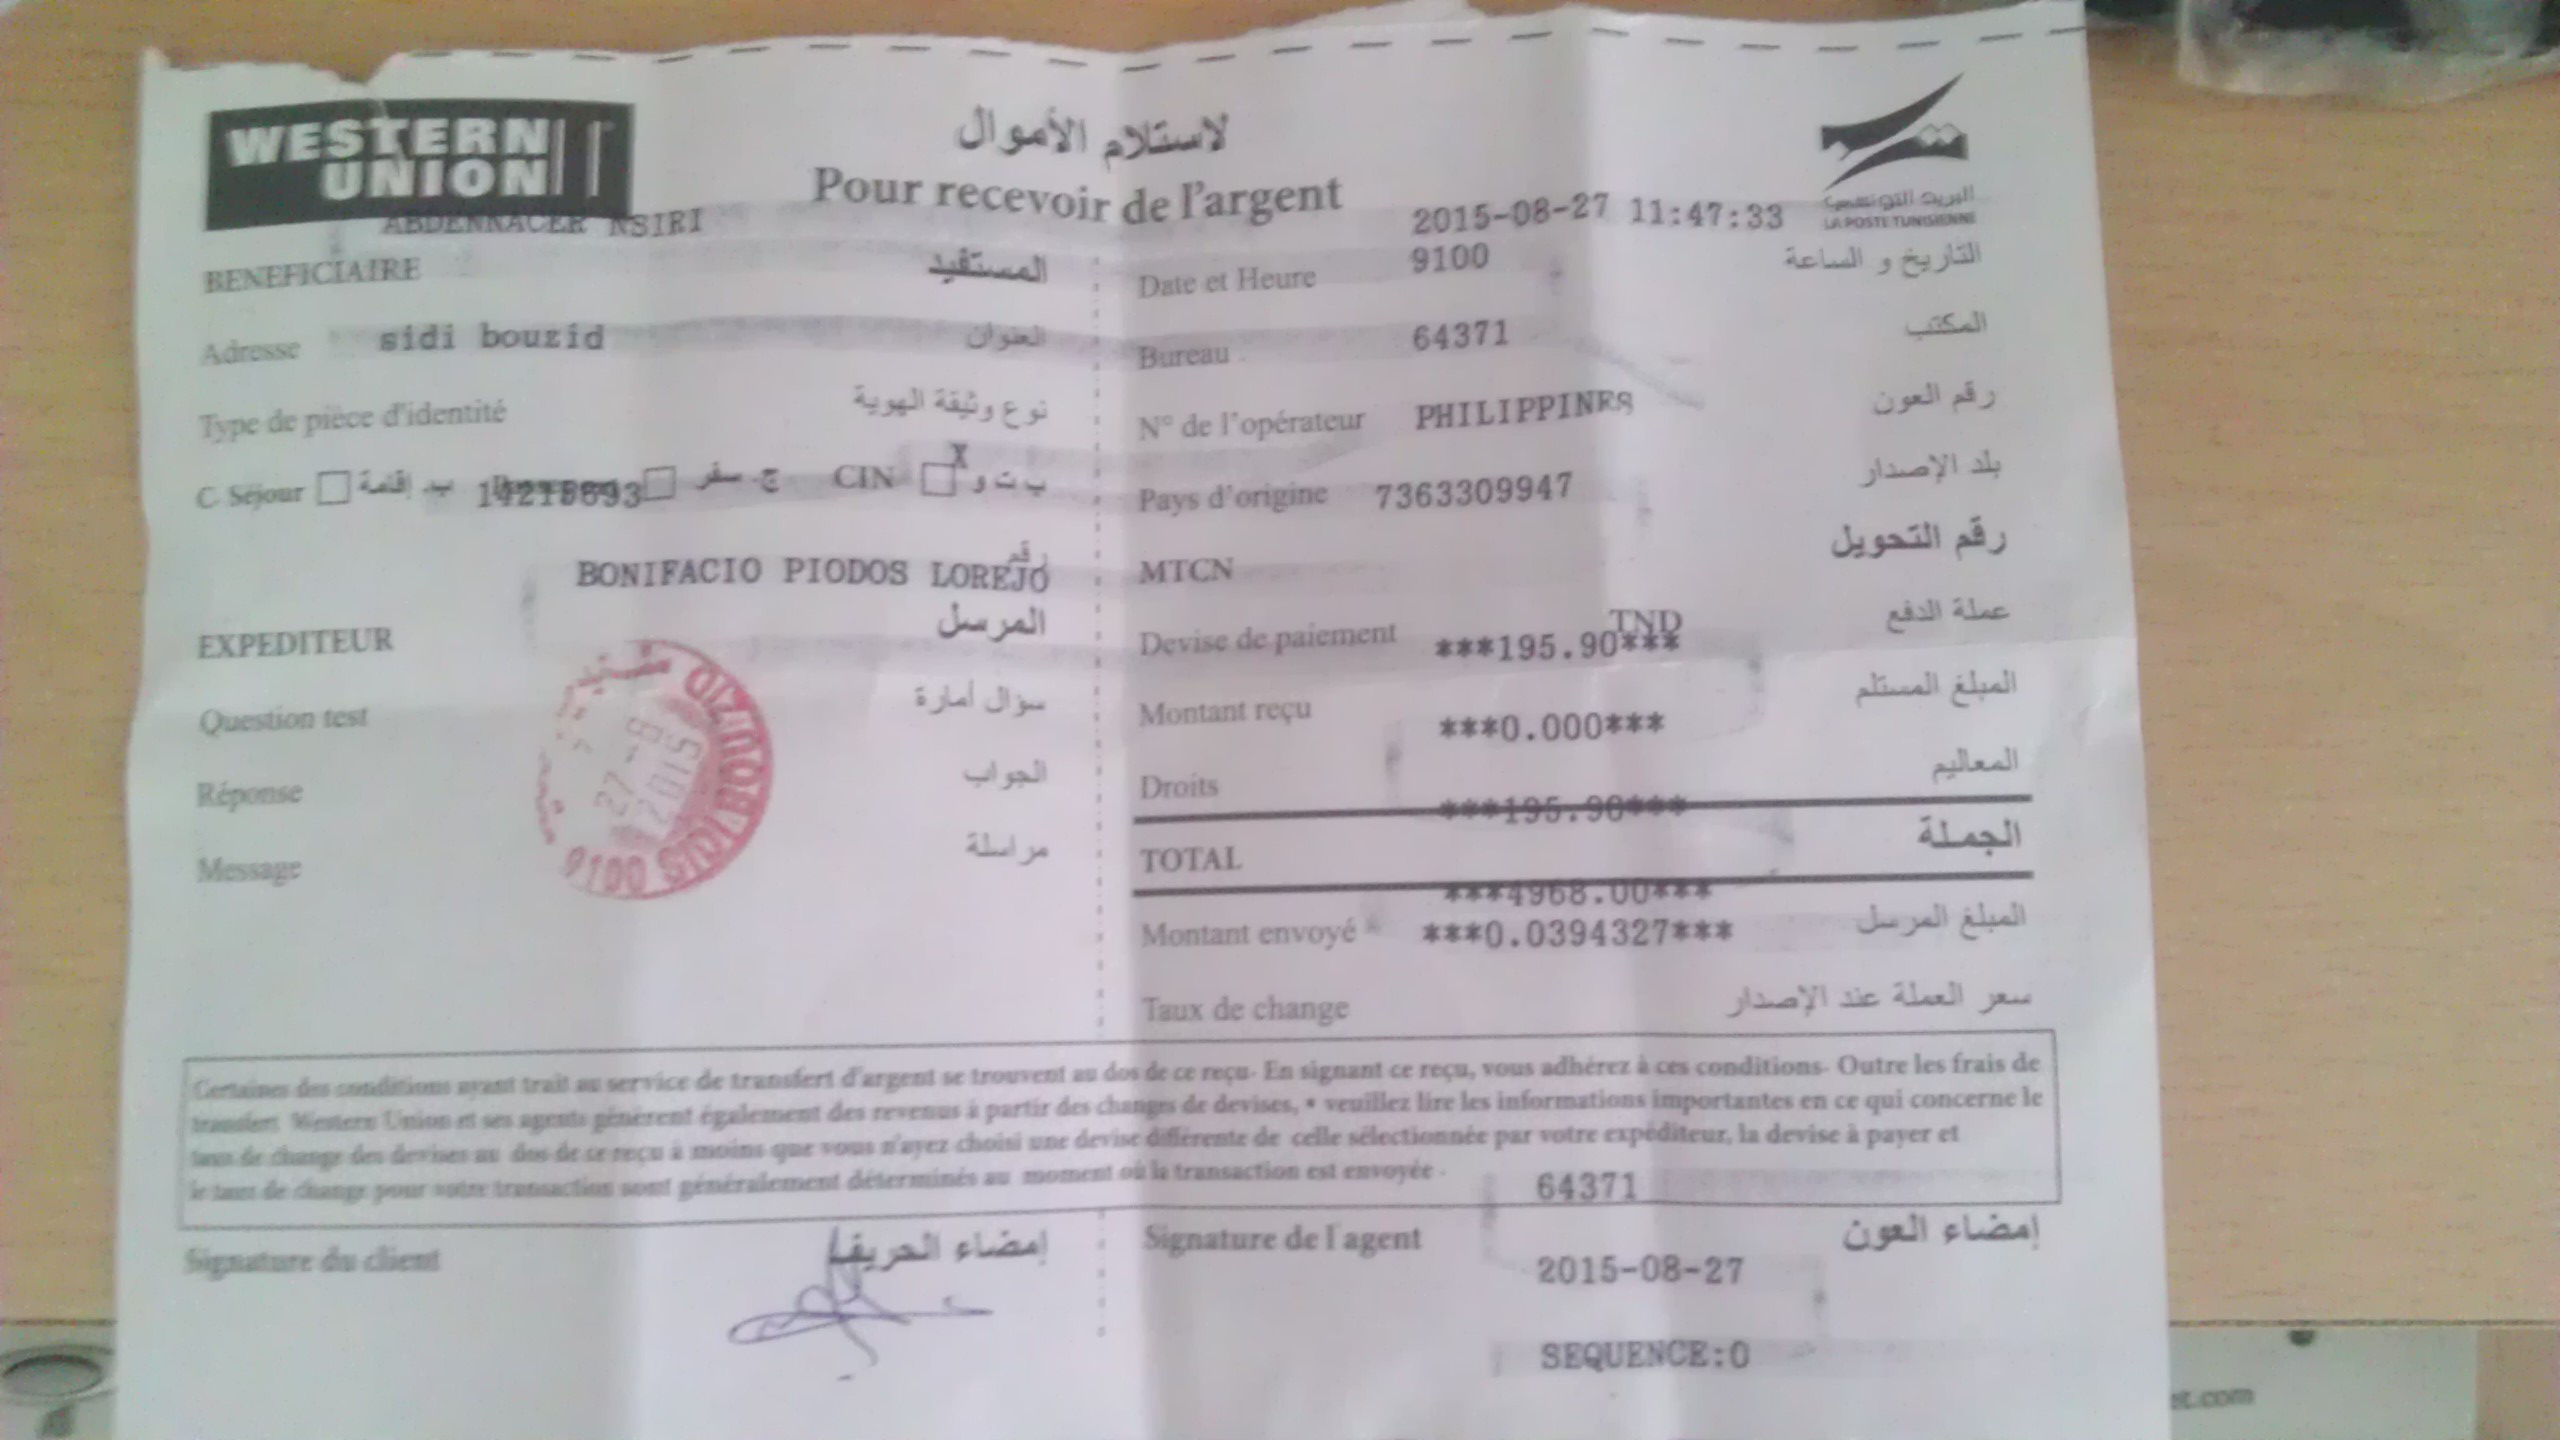 WESTERN
UNION
لاستلام الأموال
Pour recevoir de l'argent
البريد التونسي
LA POSTE TUNISIENNE
ABDENNACER NSIRI
2015-08-27 11:47:33
BENEFICIAIRE المستفيد
Date et Heure 9100 التاريخ و الساعة
Adresse sidi bouzid العنوان
Bureau 64371 المكتب
Type de pièce d'identité نوع وثيقة الهوية
N° de l'opérateur PHILIPPINES رقم العون
C Séjour ب. إقامة ج. سفر CIN X ب ت و
Pays d'origine 7363309947 بلد الإصدار
رقم
BONIFACIO PIODOS LOREJO
MTCN رقم التحويل
EXPEDITEUR المرسل
TND
Devise de paiement ***195.90*** عملة الدفع
Question test سؤال أمارة
Montant reçu ***0.000*** المبلغ المستلم
Réponse الجواب
Droits المعاليم
***195.90***
Message مراسلة
TOTAL الجملة
9100 SIDI BOUZID
27-8
2015
***4968.00***
Montant envoyé * ***0.0394327*** المبلغ المرسل
Taux de change سعر العملة عند الإصدار
Certaines des conditions ayant trait au service de transfert d'argent se trouvent au dos de ce reçu- En signant ce reçu, vous adhérez à ces conditions- Outre les frais de
transfert Western Union et ses agents génèrent également des revenus à partir des changes de devises, * veuillez lire les informations importantes en ce qui concerne le
taux de change des devises au dos de ce reçu à moins que vous n'ayez choisi une devise différente de celle sélectionnée par votre expéditeur, la devise à payer et
le taux de change pour votre transaction sont généralement déterminés au moment où la transaction est envoyée -
64371
Signature du client إمضاء الحريف
Signature de l'agent إمضاء العون
2015-08-27
SEQUENCE:0
st.com